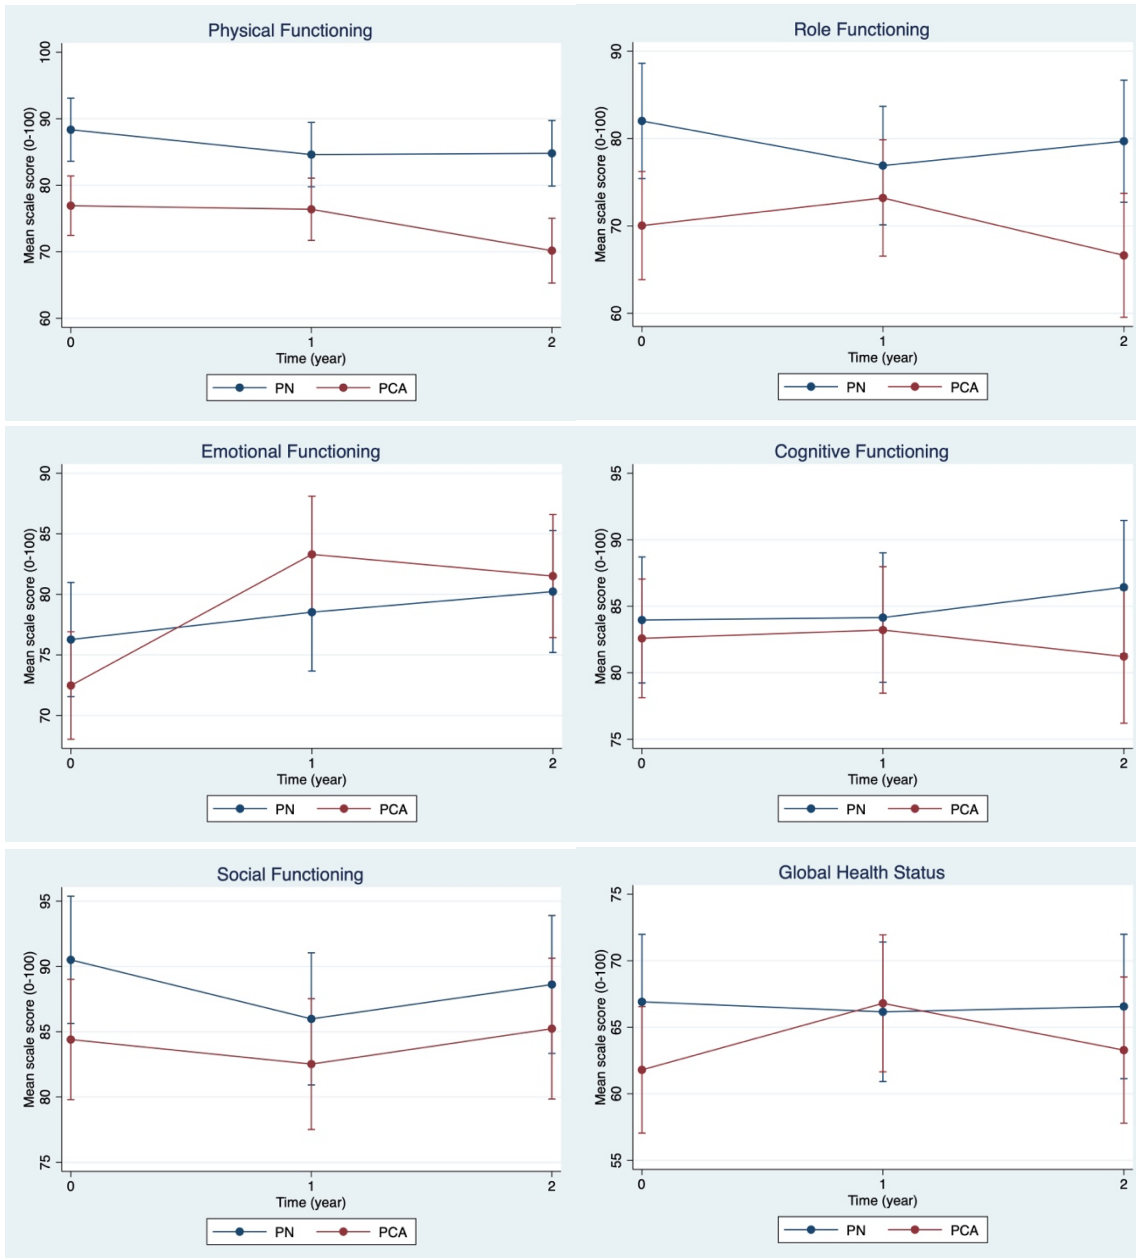 Physical Functioning
Mean scale score (0-100)
100
90
80
70
60
0 1 2
Time (year)
PN PCA
Role Functioning
Mean scale score (0-100)
90
80
70
60
0 1 2
Time (year)
PN PCA
Emotional Functioning
Mean scale score (0-100)
90
85
80
75
70
0 1 2
Time (year)
PN PCA
Cognitive Functioning
Mean scale score (0-100)
95
90
85
80
75
0 1 2
Time (year)
PN PCA
Social Functioning
Mean scale score (0-100)
95
90
85
80
75
0 1 2
Time (year)
PN PCA
Global Health Status
Mean scale score (0-100)
75
70
65
60
55
0 1 2
Time (year)
PN PCA